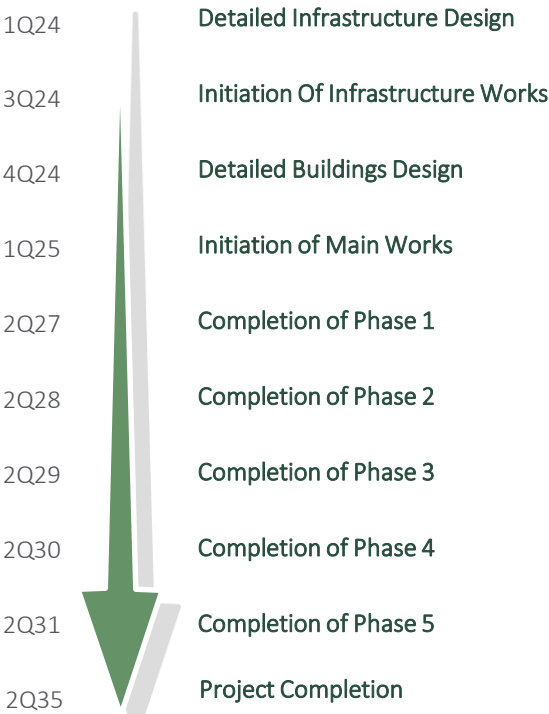 1Q24 Detailed Infrastructure Design
3Q24 Initiation Of Infrastructure Works
4Q24 Detailed Buildings Design
1Q25 Initiation of Main Works
2Q27 Completion of Phase 1
2Q28 Completion of Phase 2
2Q29 Completion of Phase 3
2Q30 Completion of Phase 4
2Q31 Completion of Phase 5
2Q35 Project Completion